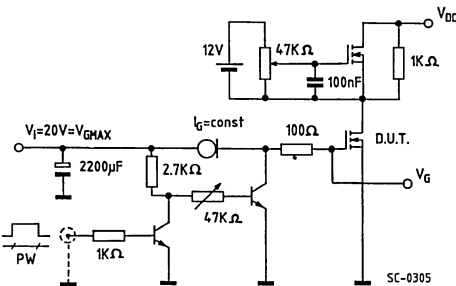 V_DD
12V
47KΩ
1KΩ
100nF
V_I=20V=V_GMAX
I_G=const
100Ω
D.U.T.
2200μF
2.7KΩ
V_G
47KΩ
1KΩ
PW
SC-0305